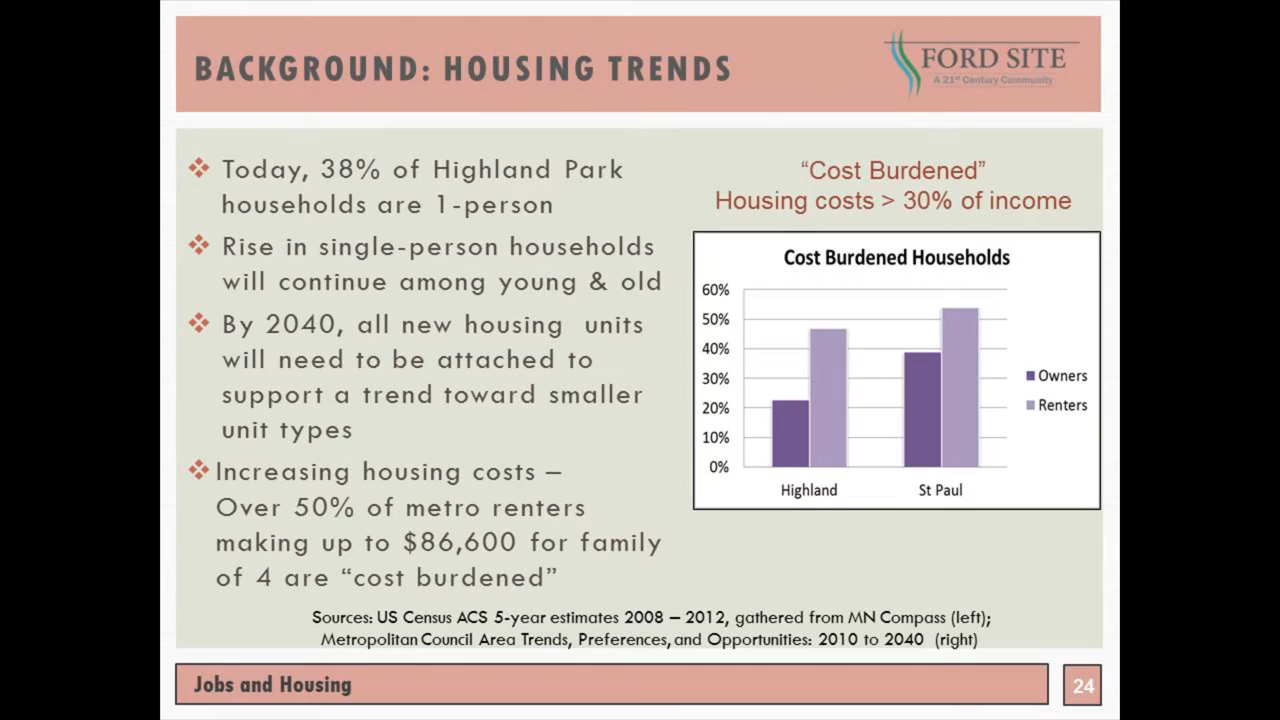 BACKGROUND: HOUSING TRENDS
FORD SITE
A 21st Century Community
Today, 38% of Highland Park
households are 1-person
Rise in single-person households
will continue among young & old
By 2040, all new housing units
will need to be attached to
support a trend toward smaller
unit types
Increasing housing costs –
Over 50% of metro renters
making up to $86,600 for family
of 4 are “cost burdened”
“Cost Burdened”
Housing costs > 30% of income
Cost Burdened Households
60%
50%
40%
30%
20%
10%
0%
Highland
St Paul
Owners
Renters
Sources: US Census ACS 5-year estimates 2008 – 2012, gathered from MN Compass (left);
Metropolitan Council Area Trends, Preferences, and Opportunities: 2010 to 2040 (right)
Jobs and Housing
24